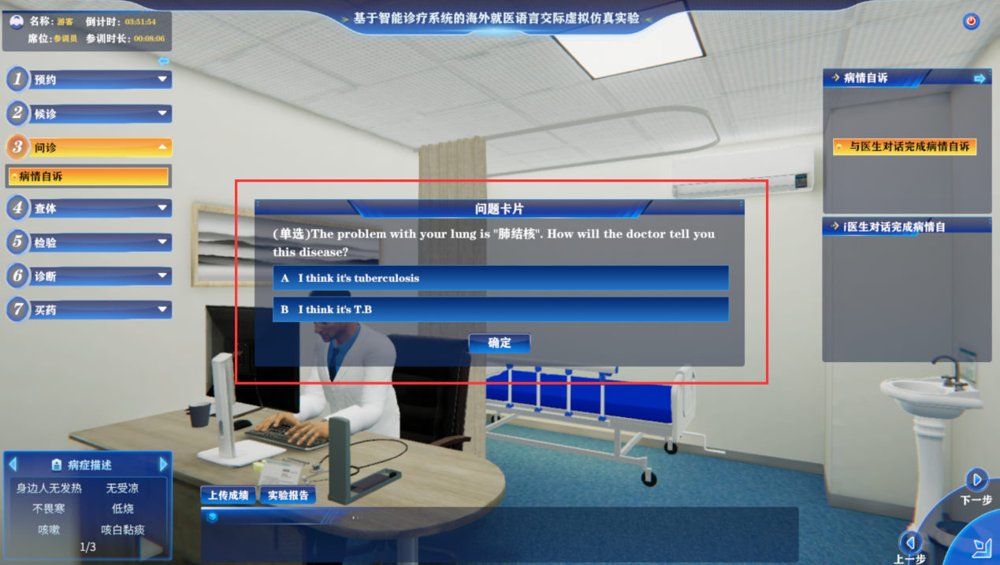 基于智能诊疗系统的海外就医语言交际虚拟仿真实验
名称: 游客 倒计时: 03:51:54
席位: 参训员 参训时长: 00:08:06
1 预约
2 候诊
3 问诊
病情自诉
4 查体
5 检验
6 诊断
7 买药
病情自诉
与医生对话完成病情自诉
医生对话完成病情自
问题卡片
(单选)The problem with your lung is "肺结核". How will the doctor tell you
this disease?
A I think it's tuberculosis
B I think it's T.B
确定
病症描述
身边人无发热 无受凉
不畏寒 低烧
咳嗽 咳白黏痰
1/3
上传成绩 实验报告
下一步
上一步